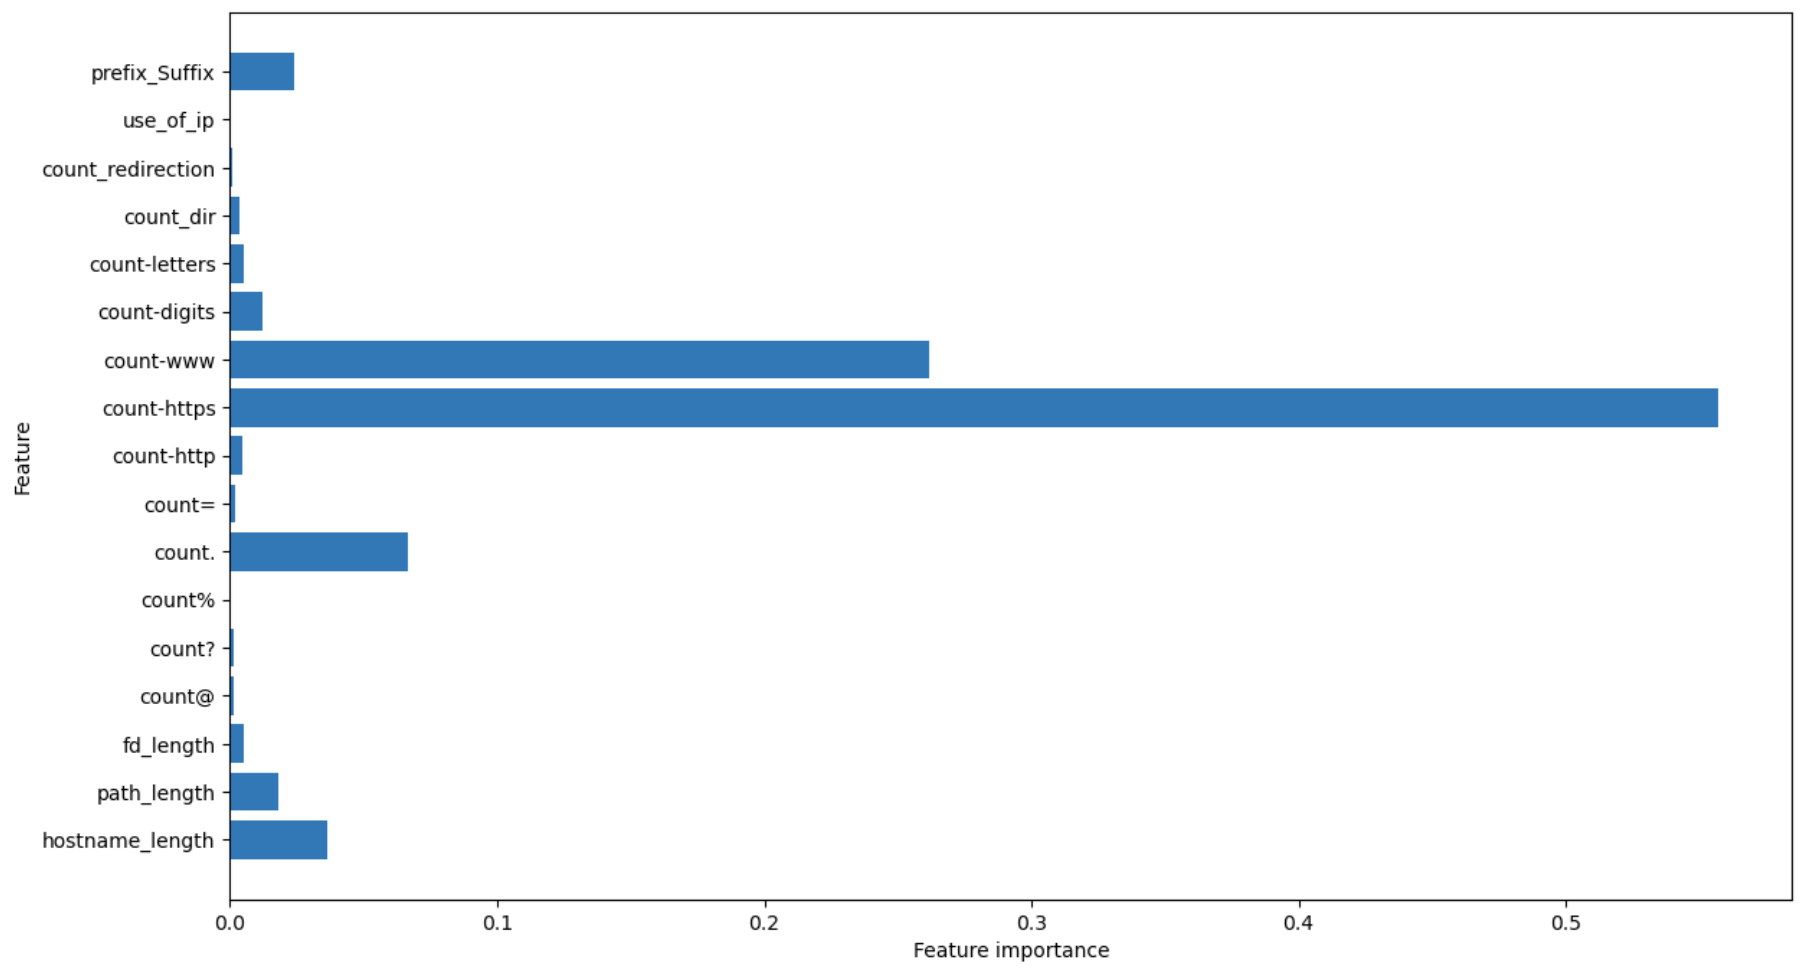 prefix_Suffix
use_of_ip
count_redirection
count_dir
count-letters
count-digits
count-www
count-https
count-http
count=
count.
count%
count?
count@
fd_length
path_length
hostname_length
Feature
0.0 0.1 0.2 0.3 0.4 0.5
Feature importance